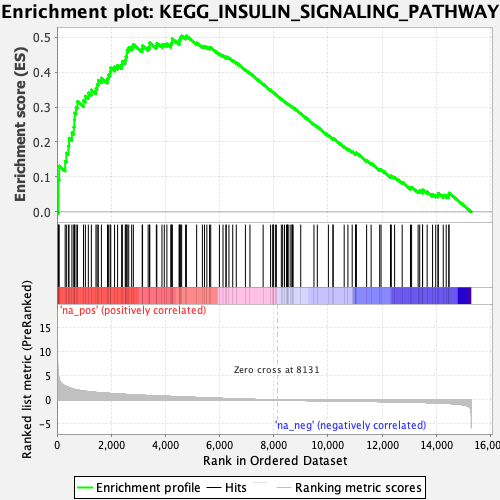 Enrichment plot: KEGG_INSULIN_SIGNALING_PATHWAY
Enrichment score (ES)
0.5
0.4
0.3
0.2
0.1
0.0
'na_pos' (positively correlated)
Ranked list metric (PreRanked)
15
10
5
0
-5
Zero cross at 8131
'na_neg' (negatively correlated)
0 2,000 4,000 6,000 8,000 10,000 12,000 14,000 16,000
Rank in Ordered Dataset
Enrichment profile Hits Ranking metric scores